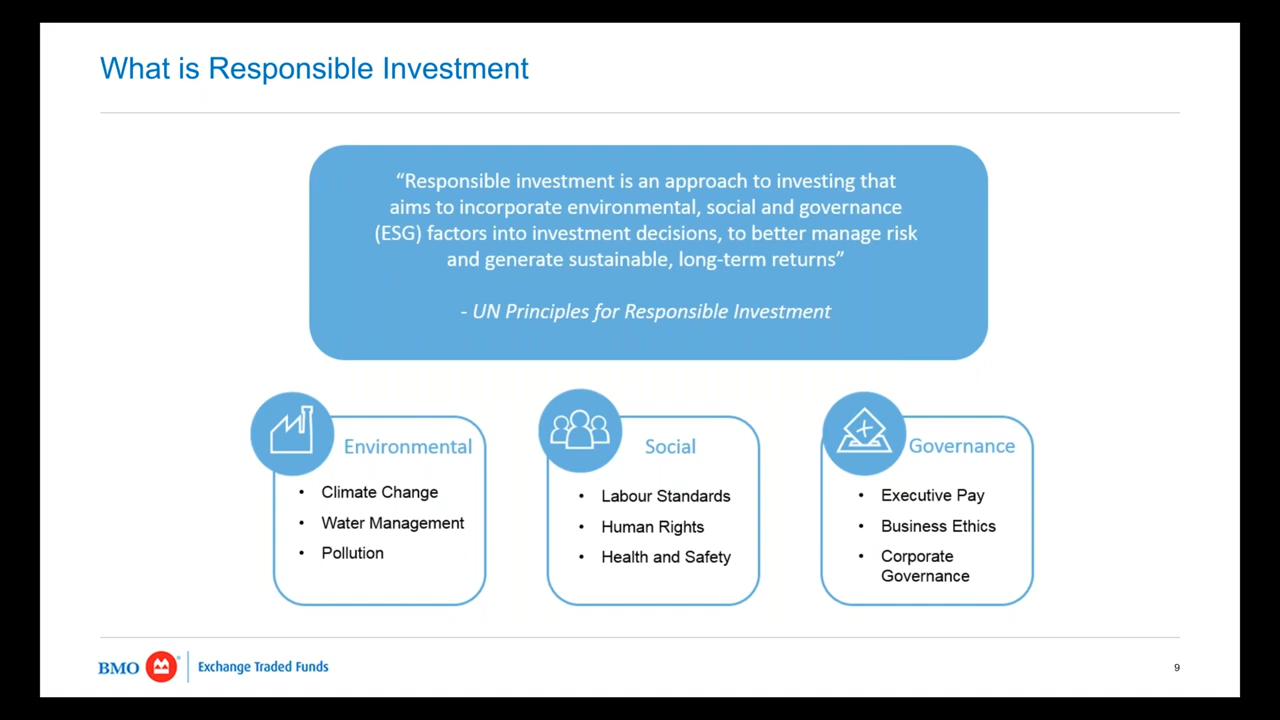 What is Responsible Investment
“Responsible investment is an approach to investing that
aims to incorporate environmental, social and governance
(ESG) factors into investment decisions, to better manage risk
and generate sustainable, long-term returns”
- UN Principles for Responsible Investment
Environmental
• Climate Change
• Water Management
• Pollution
Social
• Labour Standards
• Human Rights
• Health and Safety
Governance
• Executive Pay
• Business Ethics
• Corporate
Governance
BMO Exchange Traded Funds
9